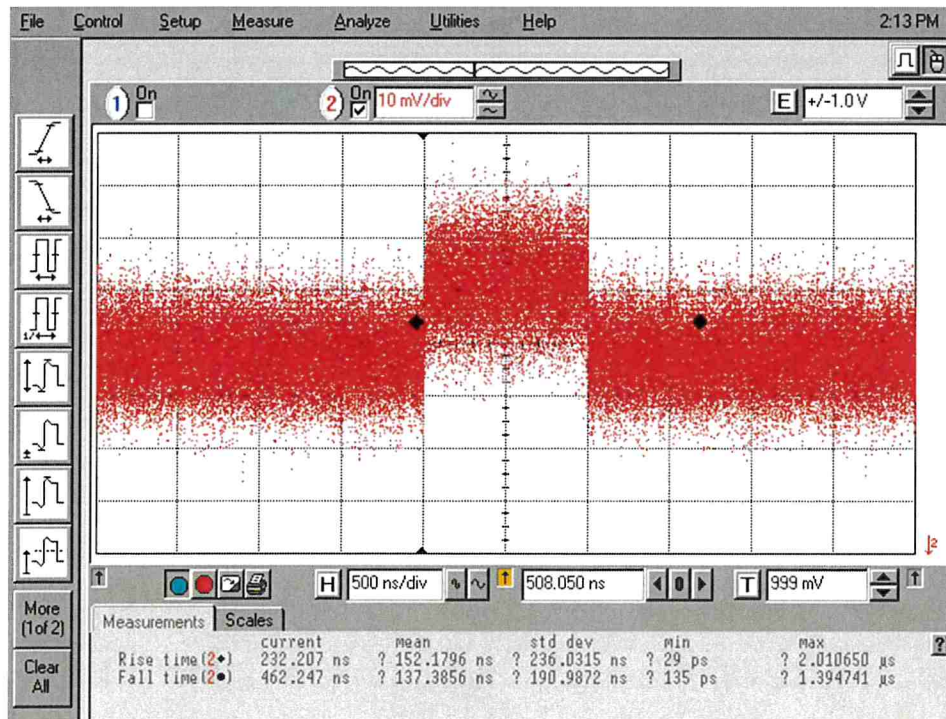 File Control Setup Measure Analyze Utilities Help 2:13 PM
1 On 2 On 10 mV/div E +/-1.0 V
H 500 ns/div 508.050 ns 0 T 999 mV
2
More
(1of 2)
Clear
All
Measurements Scales
current mean std dev min max
Rise time(2◆) 232.207 ns ? 152.1796 ns ? 236.0315 ns ? 29 ps ? 2.010650 µs
Fall time(2●) 462.247 ns ? 137.3856 ns ? 190.9872 ns ? 135 ps ? 1.394741 µs
?